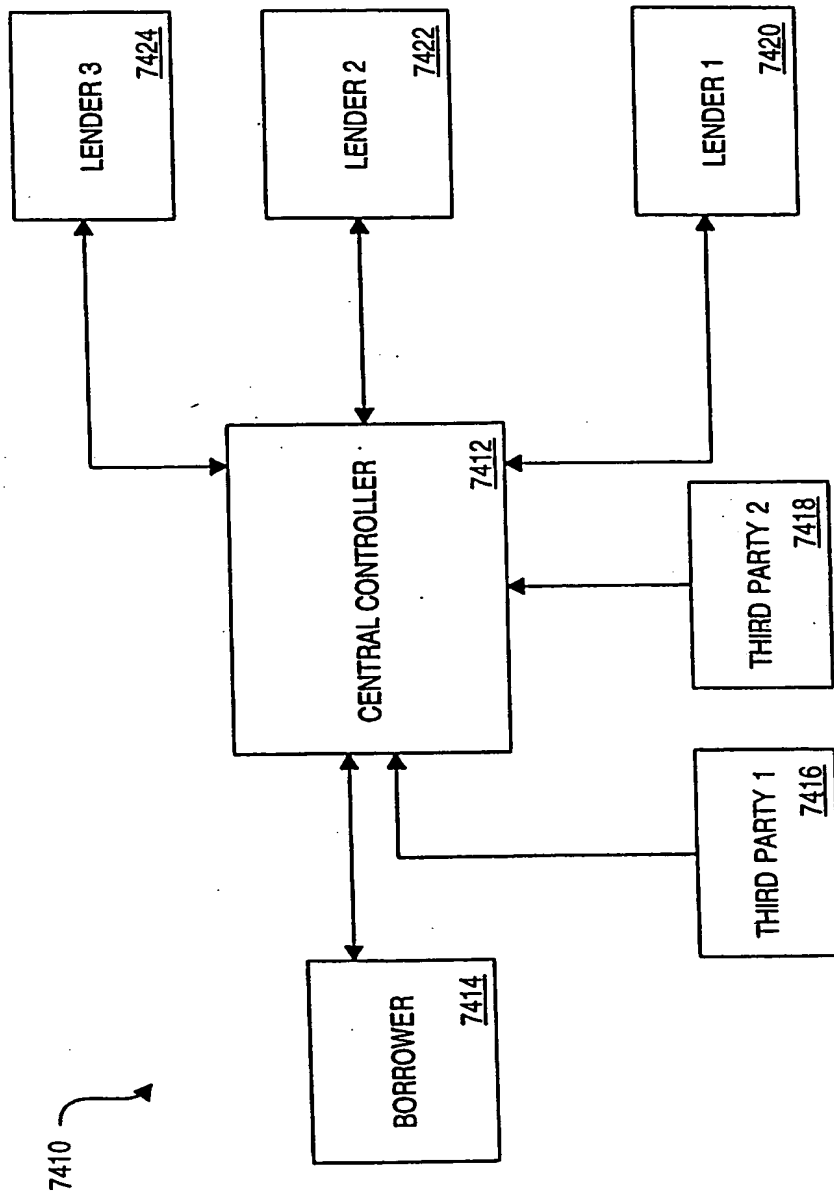 7410
BORROWER
7414
CENTRAL CONTROLLER
7412
LENDER 3
7424
LENDER 2
7422
LENDER 1
7420
THIRD PARTY 1
7416
THIRD PARTY 2
7418